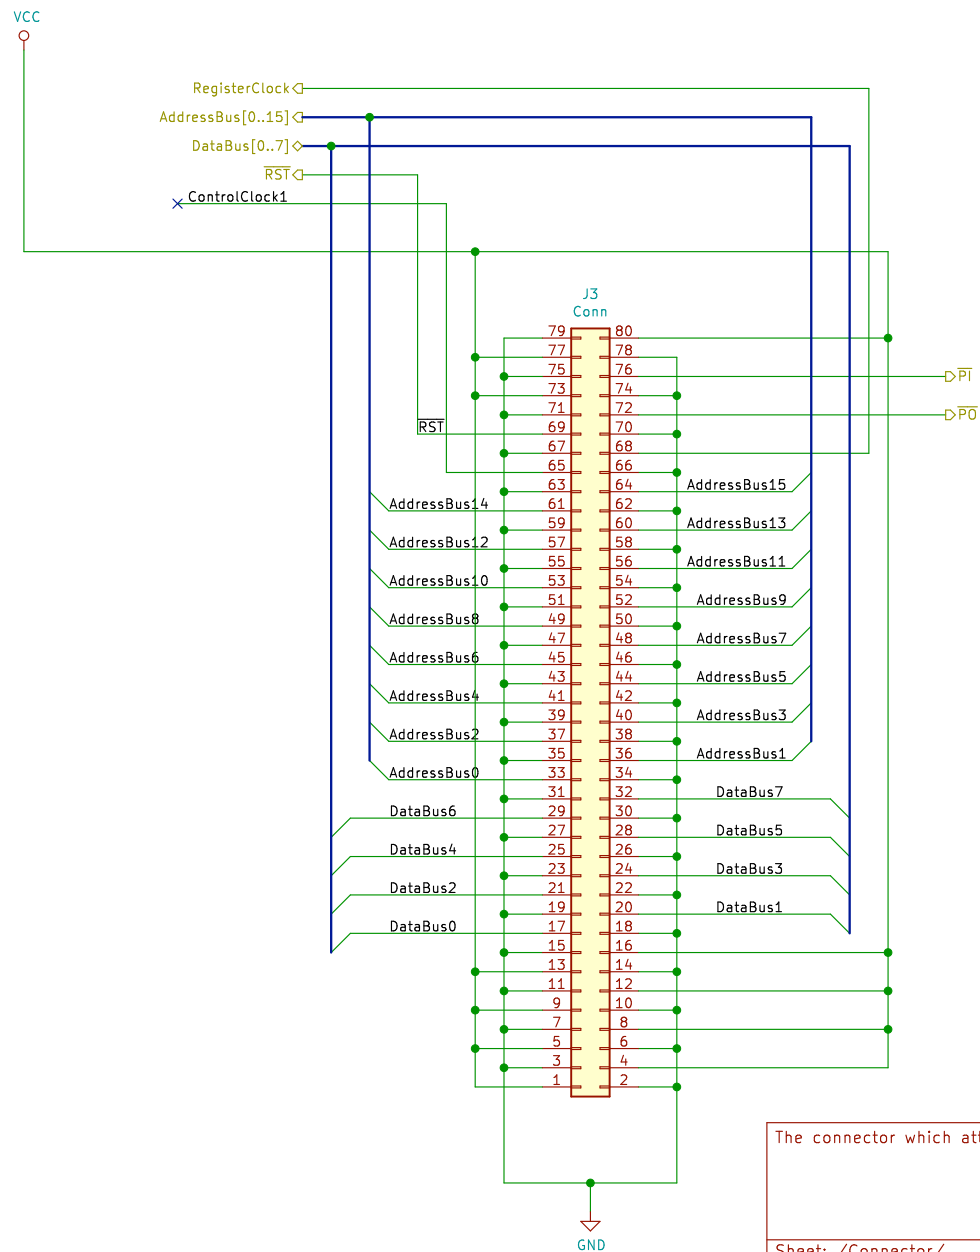 VCC
RegisterClock
AddressBus[0..15]
DataBus[0..7]
RST
ControlClock1
J3
Conn
79 80
77 78
75 76 PI
73 74
71 72 PO
RST 69 70
67 68
65 66
63 64 AddressBus15
AddressBus14 61 62
59 60 AddressBus13
AddressBus12 57 58
55 56 AddressBus11
AddressBus10 53 54
51 52 AddressBus9
AddressBus8 49 50
47 48 AddressBus7
AddressBus6 45 46
43 44 AddressBus5
AddressBus4 41 42
39 40 AddressBus3
AddressBus2 37 38
35 36 AddressBus1
AddressBus0 33 34
31 32 DataBus7
DataBus6 29 30
27 28 DataBus5
DataBus4 25 26
23 24 DataBus3
DataBus2 21 22
19 20 DataBus1
DataBus0 17 18
15 16
13 14
11 12
9 10
7 8
5 6
3 4
1 2
The connector which
Sheet: /Connector/
GND